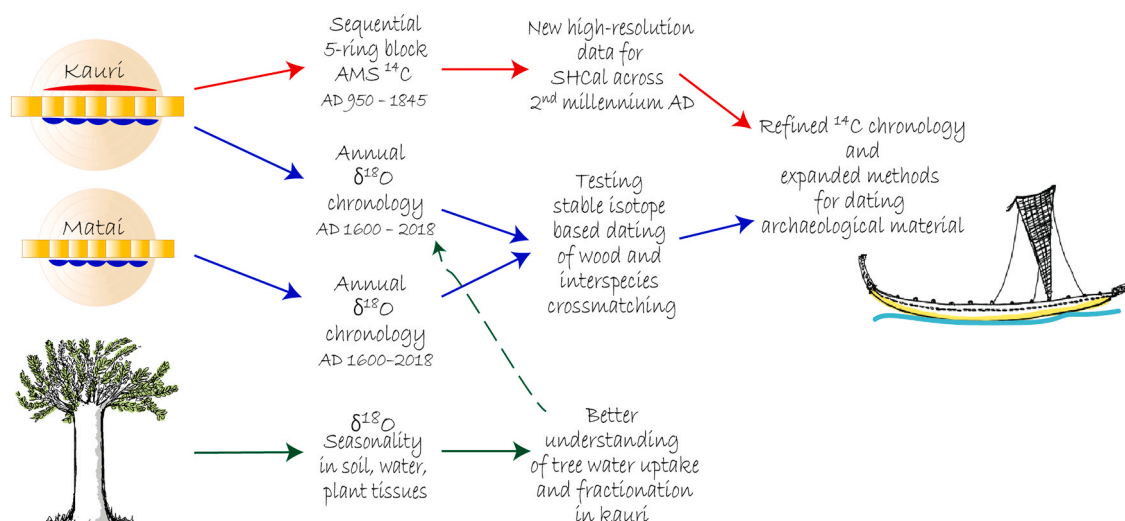 Kauri
Sequential
5-ring block
AMS ¹⁴C
AD 950 - 1845
New high-resolution
data for
SHCal across
2ⁿᵈ millennium AD
Refined ¹⁴C chronology
and
expanded methods
for dating
archaeological material
Annual
δ¹⁸O
chronology
AD 1600 - 2018
Matai
Annual
δ¹⁸O
chronology
AD 1600-2018
Testing
stable isotope
based dating
of wood and
interspecies
crossmatching
δ¹⁸O
Seasonality
in soil, water,
plant tissues
Better
understanding
of tree water uptake
and fractionation
in kauri